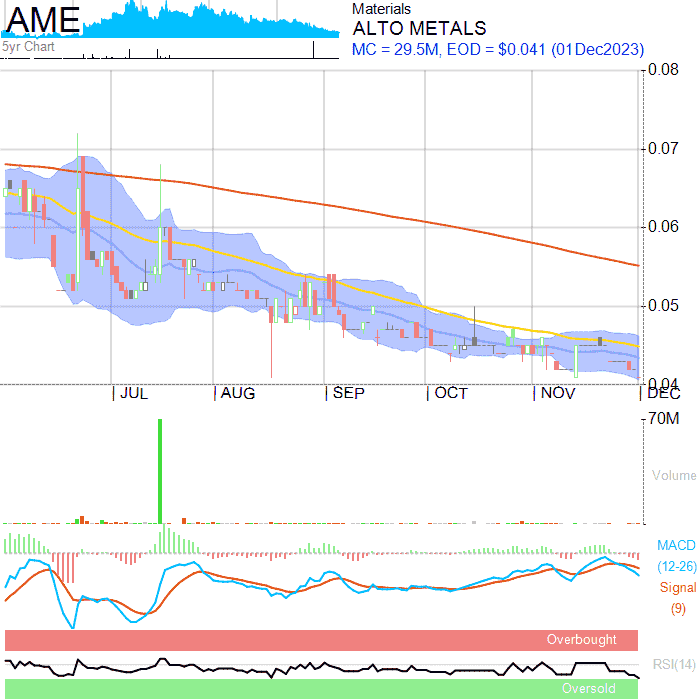 AME
5yr Chart
Materials
ALTO METALS
MC = 29.5M, EOD = $0.041 (01Dec2023)
0.08
0.07
0.06
0.05
0.04
JUL
AUG
SEP
OCT
NOV
DEC
70M
Volume
MACD
(12-26)
Signal
(9)
Overbought
RSI(14)
Oversold